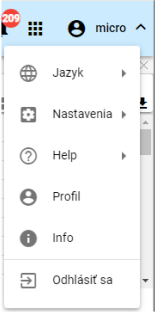 209
micro
Jazyk
Nastavenia
Help
Profil
Info
Odhlásiť sa